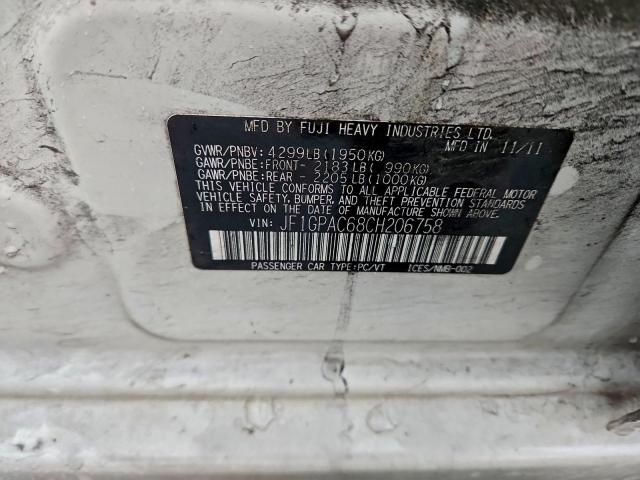 MFD BY FUJI HEAVY INDUSTRIES LTD.
GVWR/PNBV: 4299LB(1950KG) MFD IN 11/11
GAWR/PNBE:FRONT- 2183LB( 990KG)
GAWR/PNBE:REAR - 2205LB(1000KG)
THIS VEHICLE CONFORMS TO ALL APPLICABLE FEDERAL MOTOR
VEHICLE SAFETY, BUMPER, AND THEFT PREVENTION STANDARDS
IN EFFECT ON THE DATE OF MANUFACTURE SHOWN ABOVE.
VIN: JF1GPAC68CH206758
PASSENGER CAR TYPE:PC/VT ICES/NMB-002